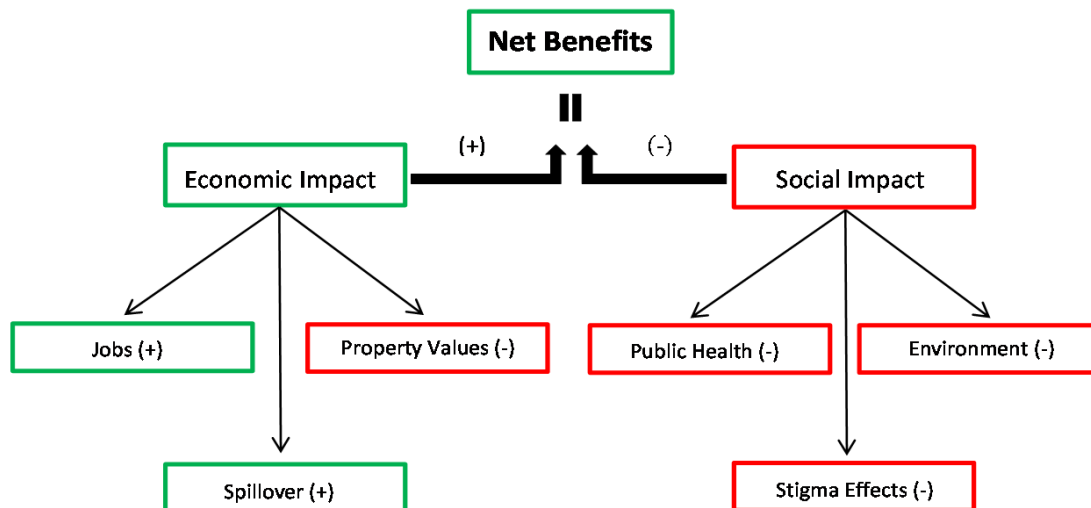 Net Benefits
(+)
(-)
Economic Impact
Social Impact
Jobs (+)
Property Values (-)
Public Health (-)
Environment (-)
Spillover (+)
Stigma Effects (-)